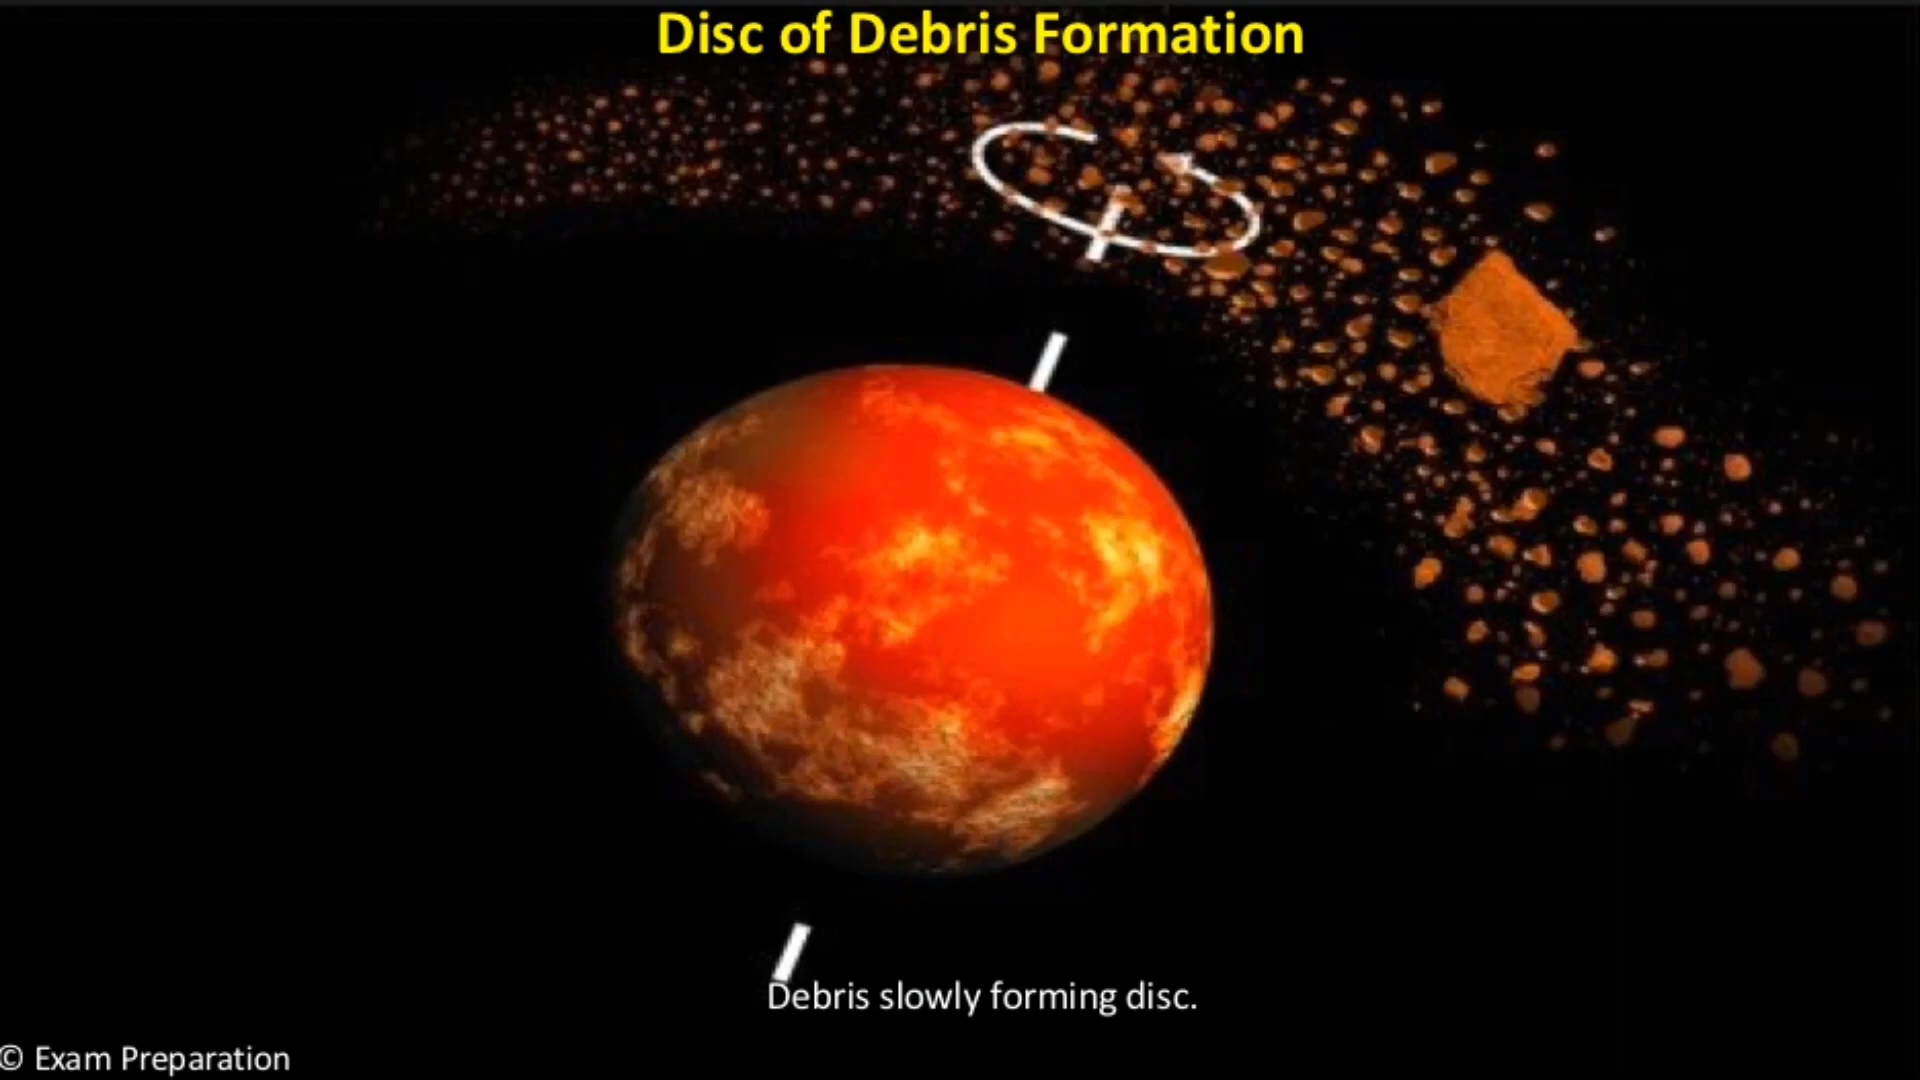 Disc of Debris Formation
Debris slowly forming disc.
© Exam Preparation